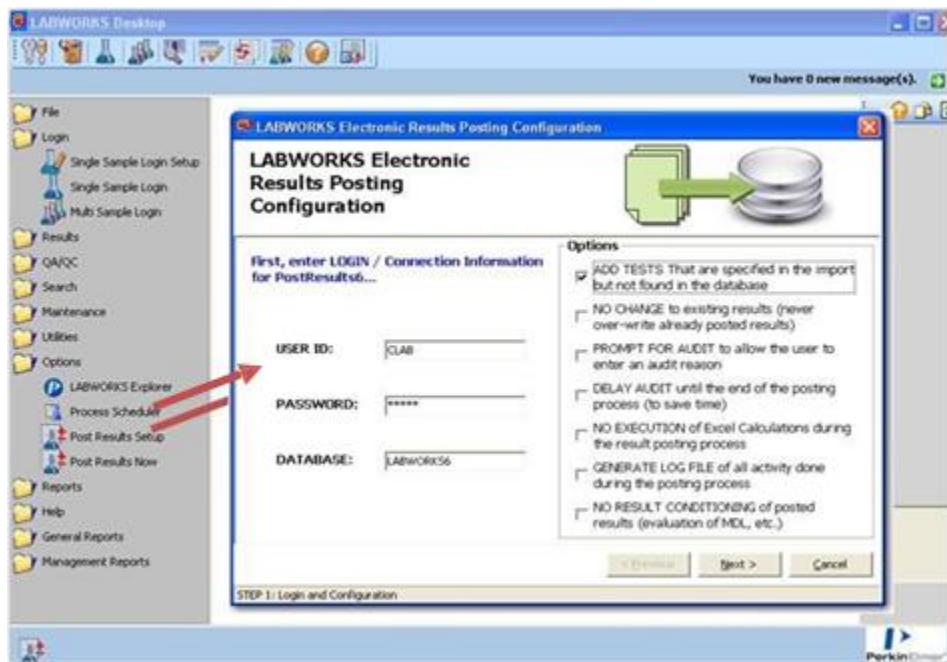 LABWORKS Desktop
You have 0 new message(s).
File
Login
Single Sample Login Setup
Single Sample Login
Multi Sample Login
Results
QA/QC
Search
Maintenance
Utilities
Options
LABWORKS Explorer
Process Scheduler
Post Results Setup
Post Results Now
Reports
Help
General Reports
Management Reports
LABWORKS Electronic Results Posting Configuration
LABWORKS Electronic
Results Posting
Configuration
First, enter LOGIN / Connection Information
for PostResults6...
USER ID:
CLAB
PASSWORD:
*****
DATABASE:
LABWORKS6
Options
ADD TESTS That are specified in the import
but not found in the database
NO CHANGE to existing results (never
over-write already posted results)
PROMPT FOR AUDIT to allow the user to
enter an audit reason
DELAY AUDIT until the end of the posting
process (to save time)
NO EXECUTION of Excel Calculations during
the result posting process
GENERATE LOG FILE of all activity done
during the posting process
NO RESULT CONDITIONING of posted
results (evaluation of MDL, etc.)
< Previous
Next >
Cancel
STEP 1: Login and Configuration
PerkinElmer